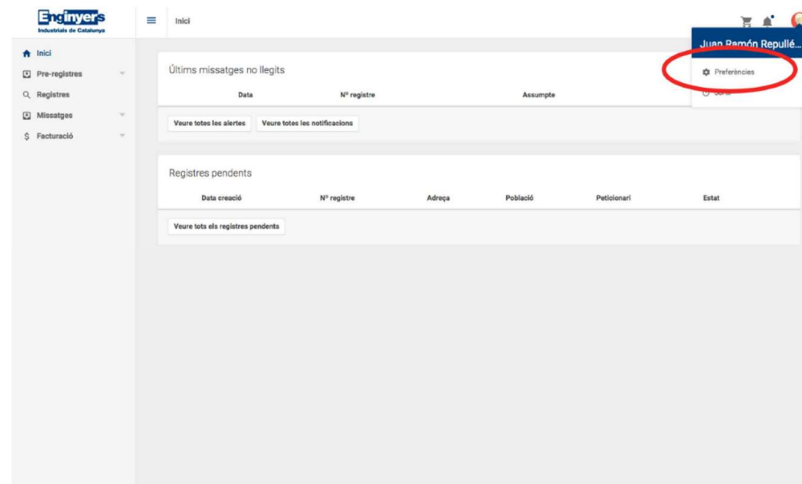 Enginyers
Industrials de Catalunya
Inici
Juan Ramón Repullé...
Preferències
Inici
Pre-registres
Registres
Missatges
$ Facturació
Últims missatges no llegits
Data Nº registre Assumpte
Veure totes les alertes Veure totes les notificacions
Registres pendents
Data creació Nº registre Adreça Població Peticionari Estat
Veure tots els registres pendents